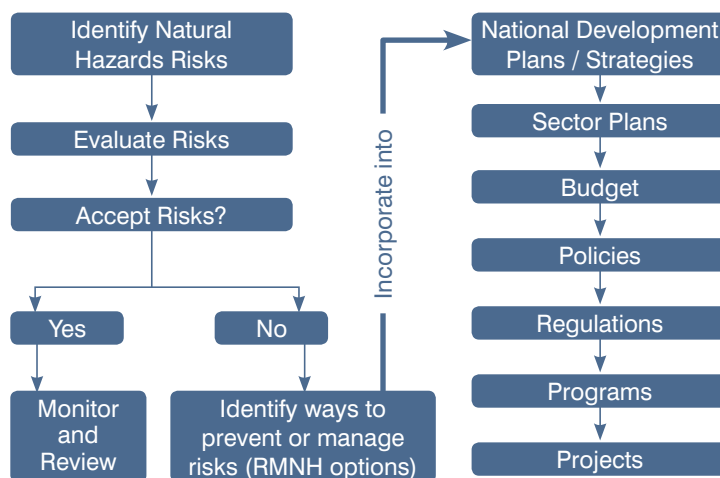 Identify Natural
Hazards Risks
Evaluate Risks
Accept Risks?
Yes
No
Monitor
and
Review
Identify ways to
prevent or manage
risks (RMNH options)
Incorporate into
National Development
Plans / Strategies
Sector Plans
Budget
Policies
Regulations
Programs
Projects